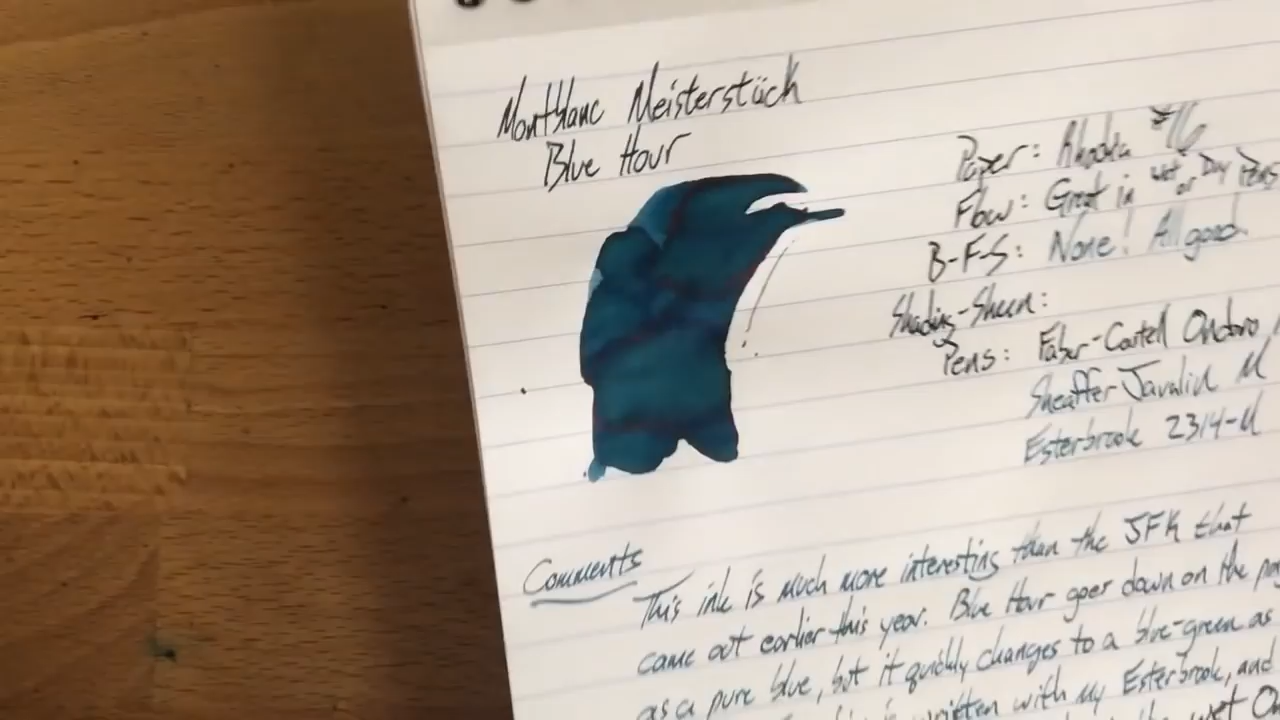 Montblanc Meisterstück
Blue Hour
Paper: Rhodia #16
Flow: Great in wet or Dry Pens
B-F-S: None! All good.
Shading-Sheen:
Pens: Faber-Castell Ondoro
Sheaffer Javalin M
Esterbrook 2314-M
Comments
This ink is much more interesting than the JFK that
came out earlier this year. Blue Hour goes down on the
as a pure blue, but it quickly changes to a blue-green as
written with my Esterbrook, and
wet